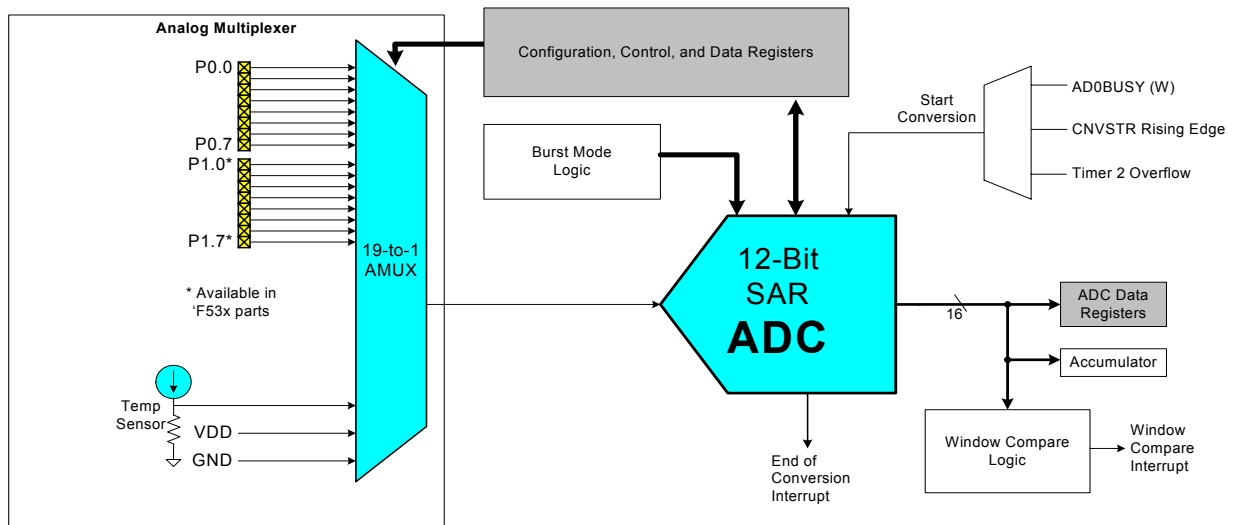 Analog Multiplexer
P0.0
P0.7
P1.0*
P1.7*
19-to-1
AMUX
* Available in
'F53x parts
Temp
Sensor
VDD
GND
Configuration, Control, and Data Registers
Burst Mode
Logic
Start
Conversion
AD0BUSY (W)
CNVSTR Rising Edge
Timer 2 Overflow
12-Bit
SAR
ADC
16
ADC Data
Registers
Accumulator
Window Compare
Logic
Window
Compare
Interrupt
End of
Conversion
Interrupt